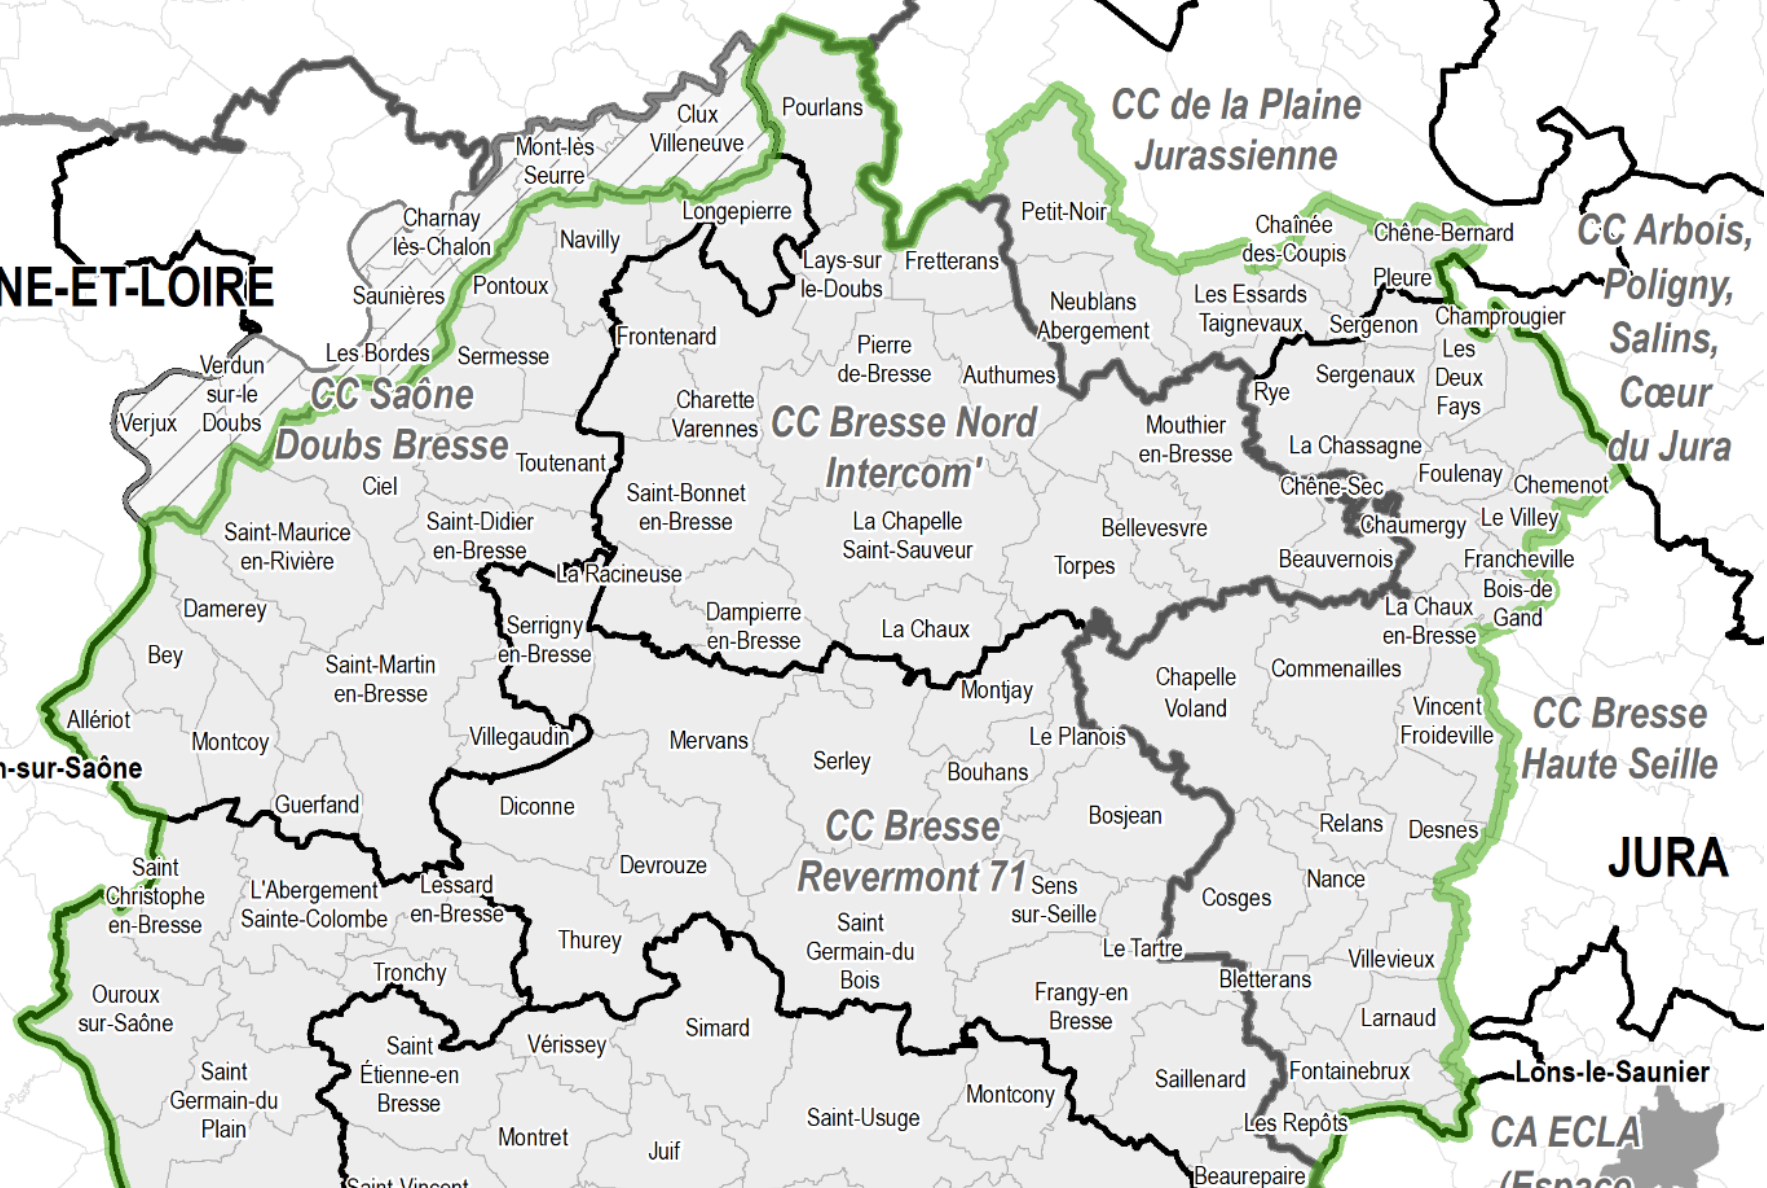 Pourlans
CC de la Plaine
Jurassienne
Clux
Villeneuve
Mont-lès
Seurre
Charnay
lès-Chalon
Longepierre
Petit-Noir
Chaînée
des-Coupis
Chêne-Bernard
CC Arbois,
Poligny,
Salins,
Cœur
du Jura
Navilly
Lays-sur
le-Doubs
Fretterans
NE-ET-LOIRE
Saunières
Pontoux
Pleure
Neublans
Abergement
Les Essards
Taignevaux
Sergenon
Champrougier
Frontenard
Les Bordes
Sermesse
Pierre
de-Bresse
Authumes
Les
Deux
Fays
Sergenaux
Rye
Verdun
sur-le
Doubs
Verjux
CC Saône
Doubs Bresse
Charette
Varennes
CC Bresse Nord
Intercom'
Mouthier
en-Bresse
La Chassagne
Toutenant
Ciel
Foulenay
Chemenot
Chêne-Sec
Saint-Bonnet
en-Bresse
La Chapelle
Saint-Sauveur
Bellevesvre
Chaumergy
Le Villey
Saint-Maurice
en-Rivière
Saint-Didier
en-Bresse
Torpes
Beauvernois
Francheville
Bois-de
Gand
La Racineuse
Damerey
Serrigny
en-Bresse
Dampierre
en-Bresse
La Chaux
La Chaux
en-Bresse
Bey
Saint-Martin
en-Bresse
Montjay
Chapelle
Voland
Commenailles
Allériot
Montcoy
Villegaudin
Mervans
Serley
Le Planois
Vincent
Froideville
CC Bresse
Haute Seille
n-sur-Saône
Bouhans
Guerfand
Diconne
CC Bresse
Revermont 71
Bosjean
Relans
Desnes
JURA
Saint
Christophe
en-Bresse
L'Abergement
Sainte-Colombe
Lessard
en-Bresse
Devrouze
Sens
sur-Seille
Cosges
Nance
Thurey
Saint
Germain-du
Bois
Le Tartre
Villevieux
Tronchy
Bletterans
Ouroux
sur-Saône
Frangy-en
Bresse
Larnaud
Simard
Vérissey
Saint
Étienne-en
Bresse
Saint
Germain-du
Plain
Saillenard
Fontainebrux
Lons-le-Saunier
Montcony
Saint-Usuge
Les Repôts
CA ECLA
(Espace
Montret
Juif
Beaurepaire
Saint-Vincent